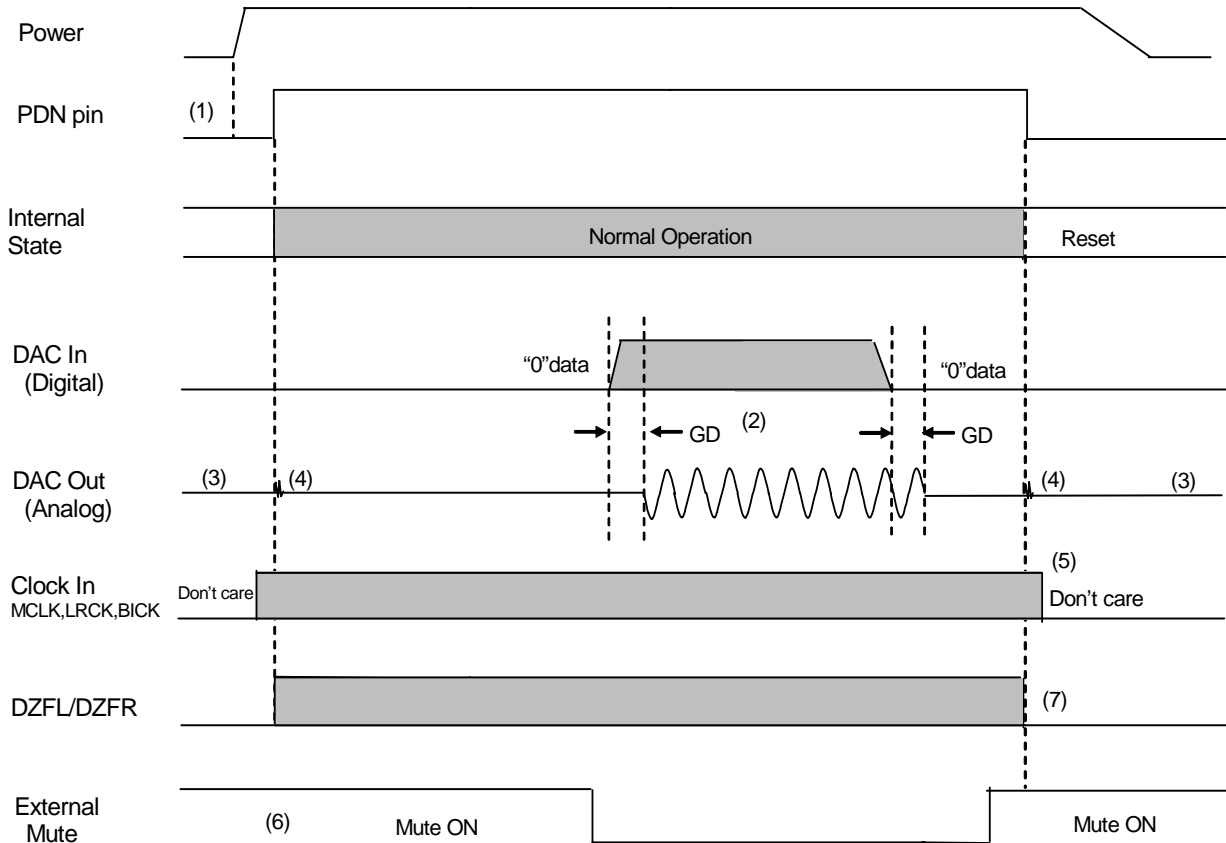 Power
PDN pin
(1)
Internal
State
Normal Operation
Reset
DAC In
(Digital)
“0”data
“0”data
(2)
GD
GD
DAC Out
(Analog)
(3)
(4)
(4)
(3)
Clock In
MCLK,LRCK,BICK
Don’t care
(5)
Don’t care
DZFL/DZFR
(7)
External
Mute
(6)
Mute ON
Mute ON